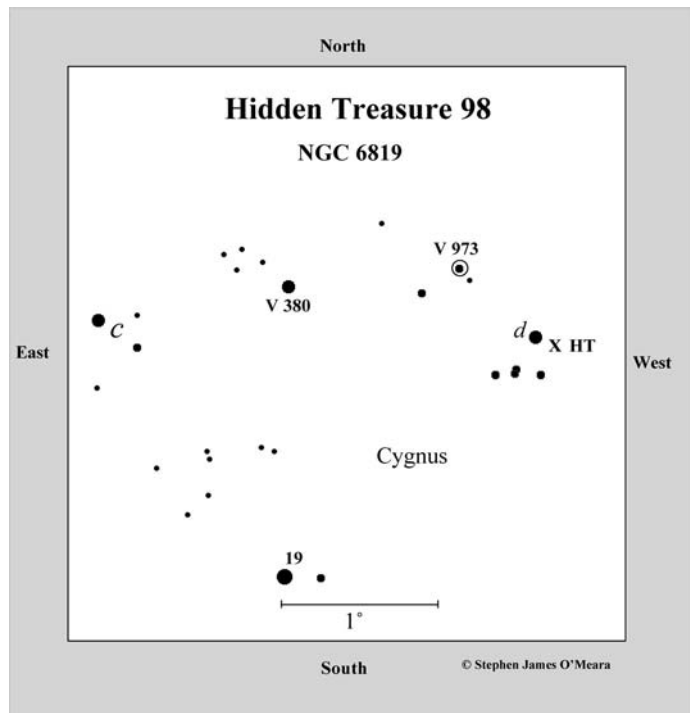 North
Hidden Treasure 98
NGC 6819
V 973
V 380
c
d
X HT
East
West
Cygnus
19
1°
South
© Stephen James O'Meara